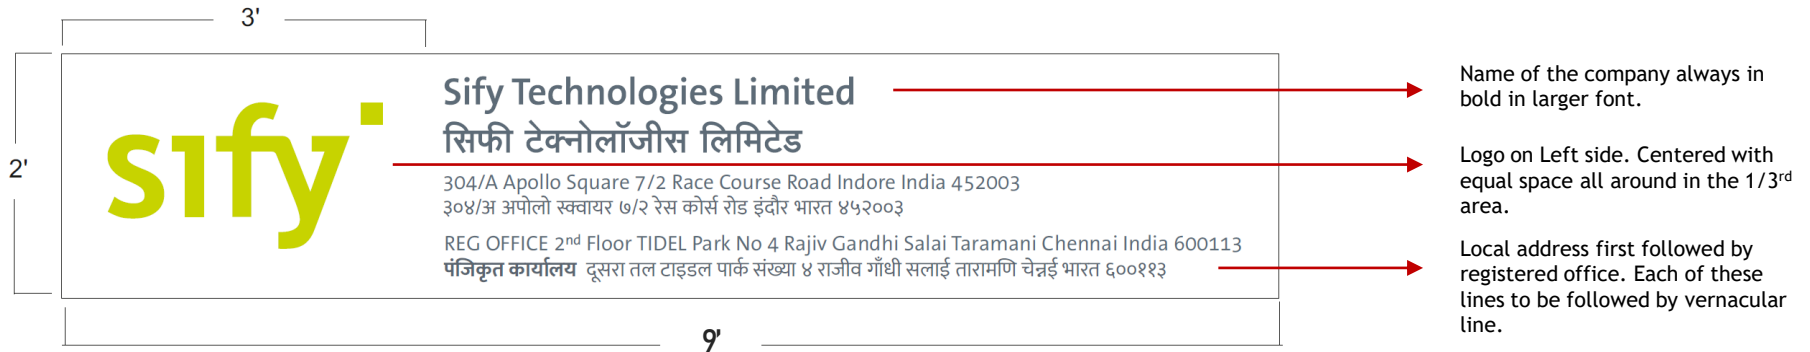 3'
2'
sify
Sify Technologies Limited
सिफी टेक्नोलॉजीस लिमिटेड
304/A Apollo Square 7/2 Race Course Road Indore India 452003
३०४/अ अपोलो स्क्वायर ७/२ रेस कोर्स रोड इंदौर भारत ४५२००३
REG OFFICE 2nd Floor TIDEL Park No 4 Rajiv Gandhi Salai Taramani Chennai India 600113
पंजिकृत कार्यालय दूसरा तल टाइडल पार्क संख्या ४ राजीव गाँधी सलाई तारामणि चेन्नई भारत ६००११३
9'
Name of the company always in
bold in larger font.
Logo on Left side. Centered with
equal space all around in the 1/3rd
area.
Local address first followed by
registered office. Each of these
lines to be followed by vernacular
line.